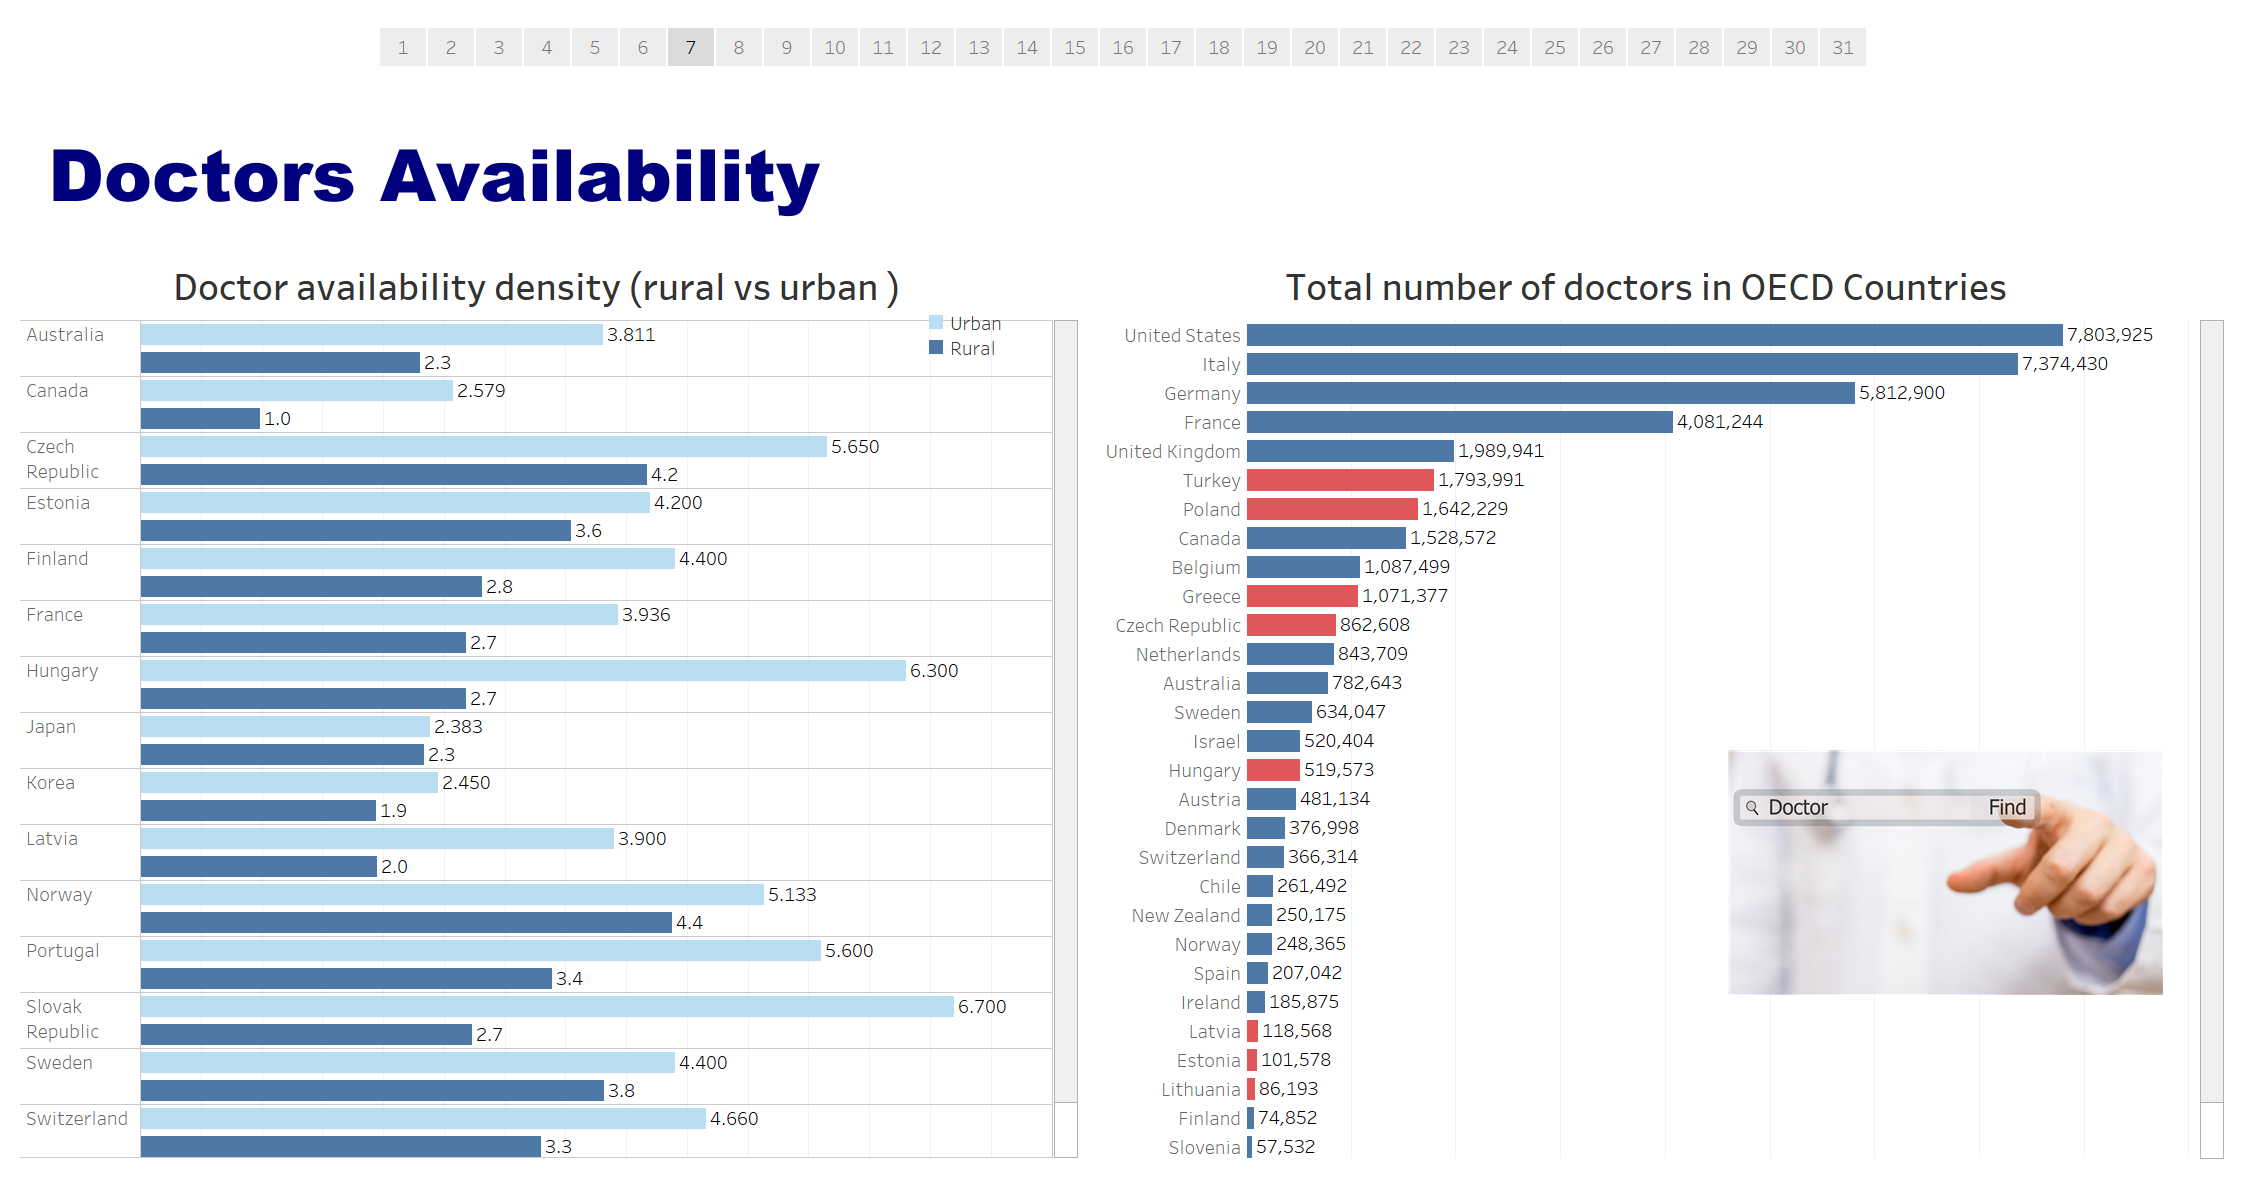 1 2 3 4 5 6 7 8 9 10 11 12 13 14 15 16 17 18 19 20 21 22 23 24 25 26 27 28 29 30 31
Doctors Availability
Doctor availability density (rural vs urban )
Urban
Rural
Australia 3.811
2.3
Canada 2.579
1.0
Czech Republic 5.650
4.2
Estonia 4.200
3.6
Finland 4.400
2.8
France 3.936
2.7
Hungary 6.300
2.7
Japan 2.383
2.3
Korea 2.450
1.9
Latvia 3.900
2.0
Norway 5.133
4.4
Portugal 5.600
3.4
Slovak Republic 6.700
2.7
Sweden 4.400
3.8
Switzerland 4.660
3.3
Total number of doctors in OECD Countries
United States 7,803,925
Italy 7,374,430
Germany 5,812,900
France 4,081,244
United Kingdom 1,989,941
Turkey 1,793,991
Poland 1,642,229
Canada 1,528,572
Belgium 1,087,499
Greece 1,071,377
Czech Republic 862,608
Netherlands 843,709
Australia 782,643
Sweden 634,047
Israel 520,404
Hungary 519,573
Austria 481,134
Denmark 376,998
Switzerland 366,314
Chile 261,492
New Zealand 250,175
Norway 248,365
Spain 207,042
Ireland 185,875
Latvia 118,568
Estonia 101,578
Lithuania 86,193
Finland 74,852
Slovenia 57,532
Doctor Find